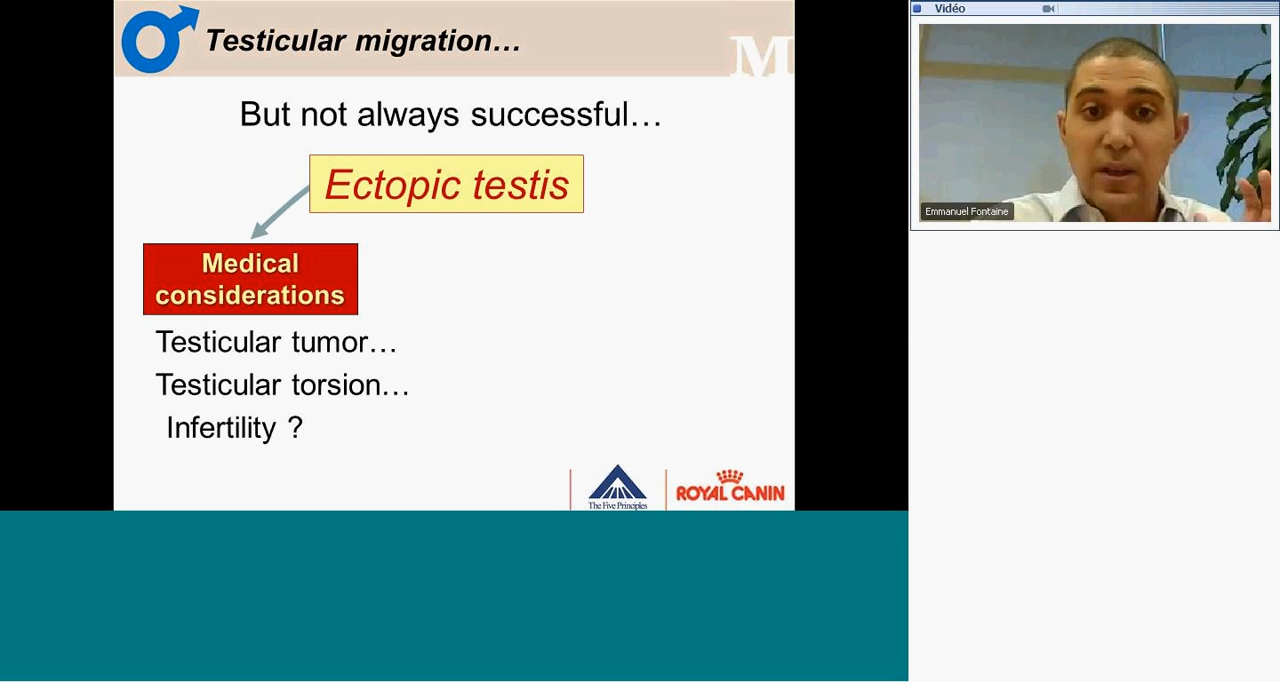 Testicular migration…
M
But not always successful…
Ectopic testis
Medical
considerations
Testicular tumor…
Testicular torsion…
Infertility ?
The Five Principles
ROYAL CANIN
Vidéo
Emmanuel Fontaine